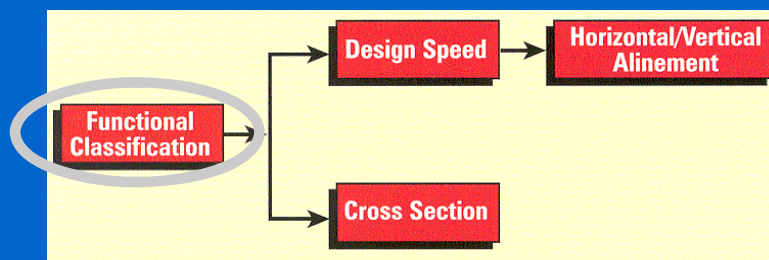 Design Speed
Horizontal/Vertical
Alinement
Functional
Classification
Cross Section